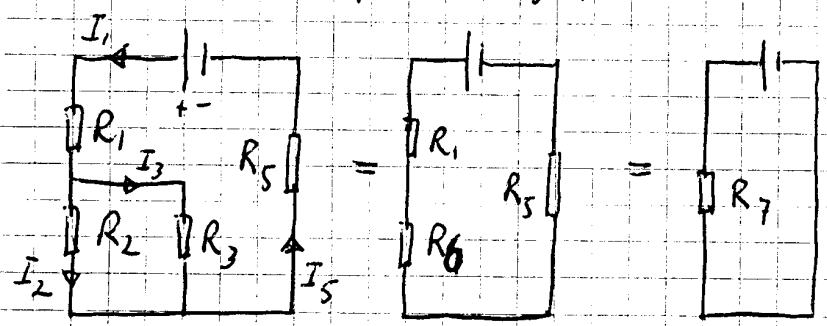 I₁
+ -
R₁
I₃
R₅
R₂
R₃
I₂
I₅
=
R₁
R₅
R₆
=
R₇